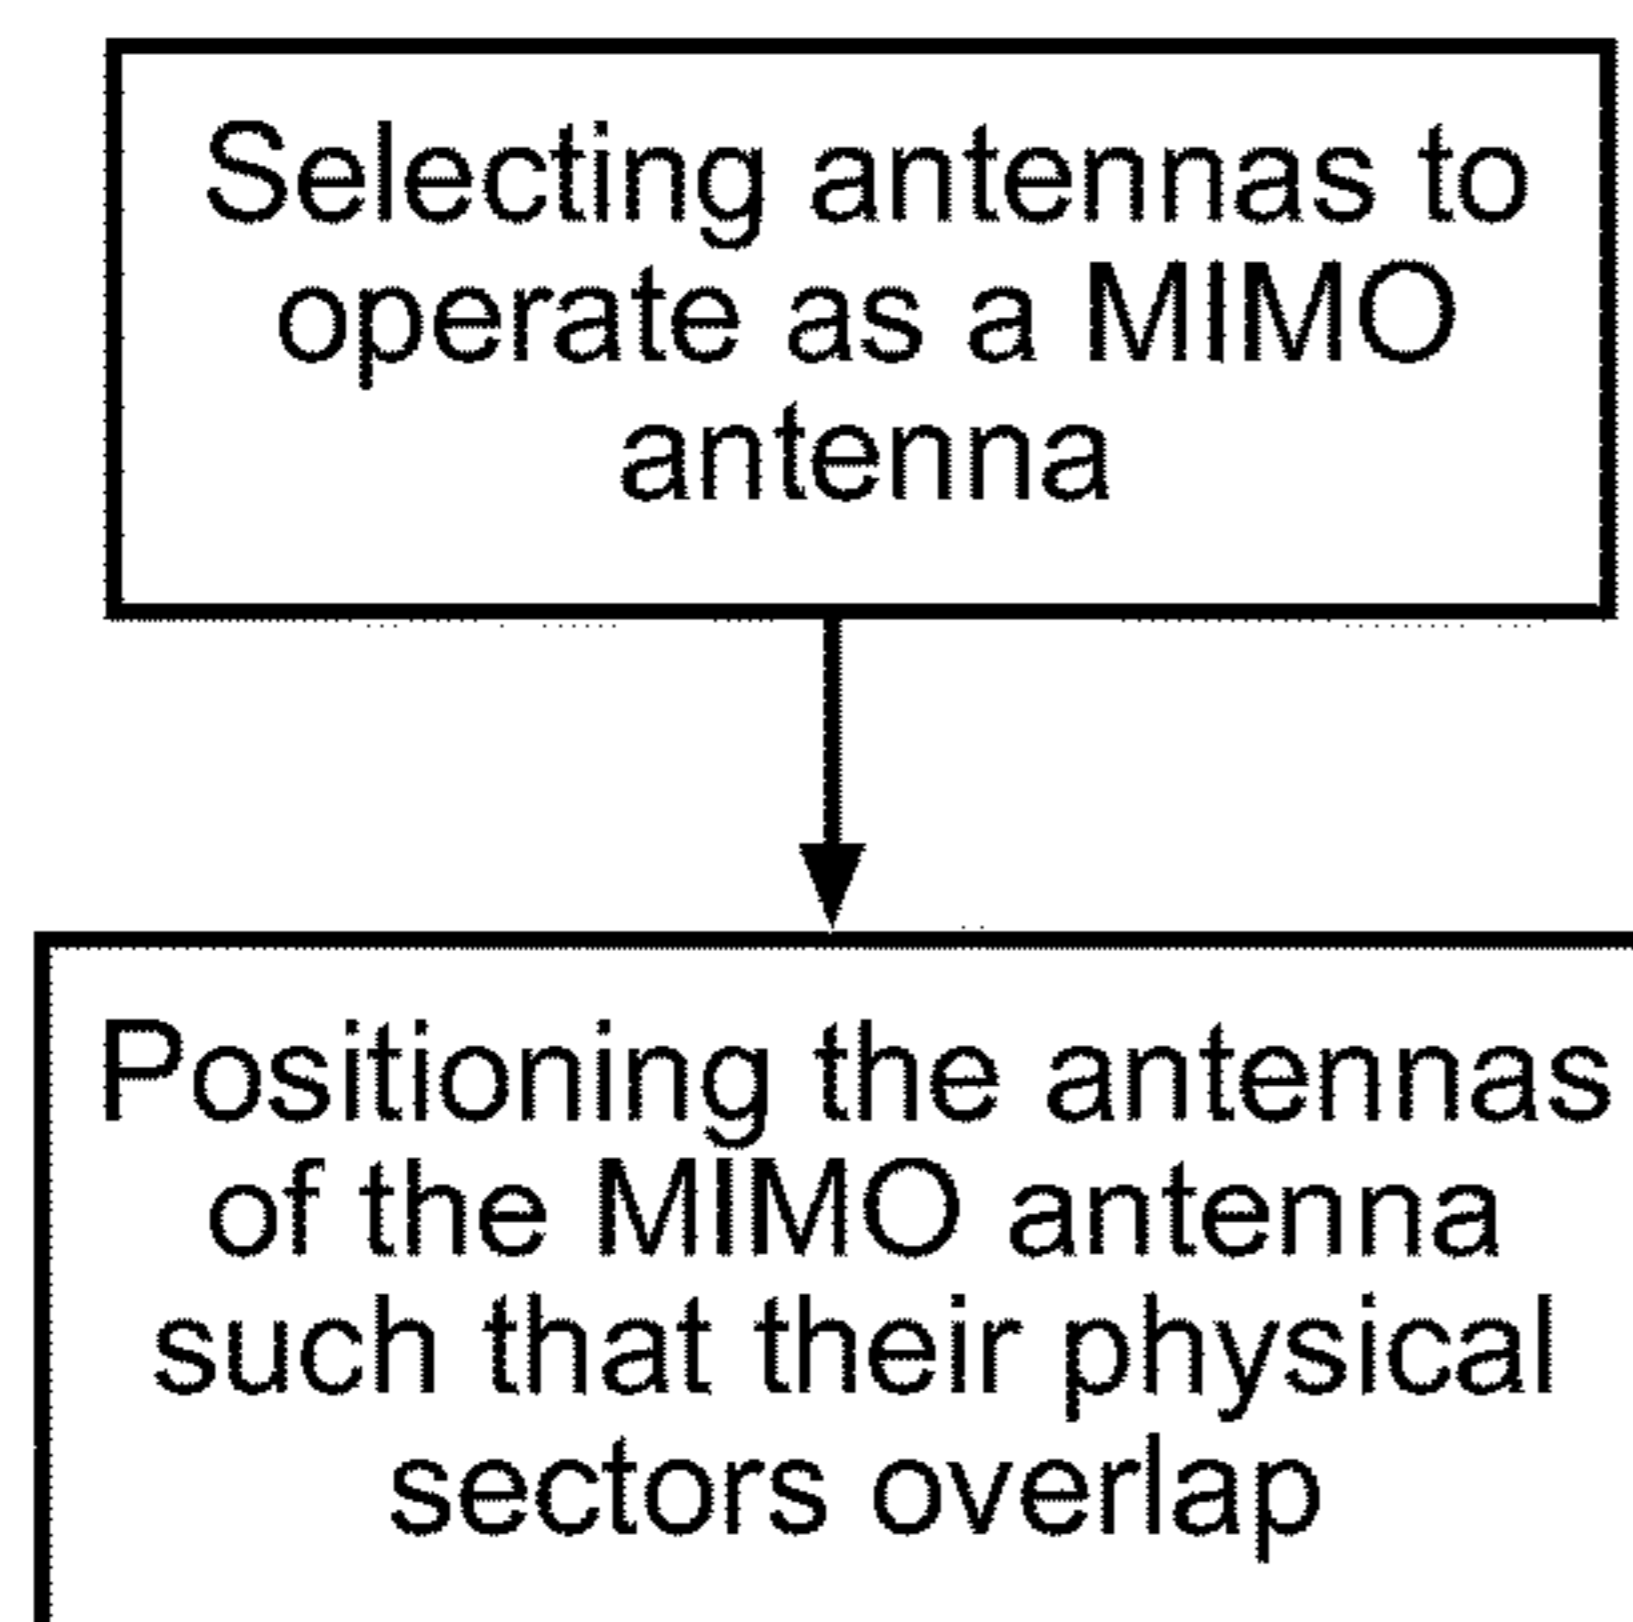 Selecting antennas to
operate as a MIMO
antenna
Positioning the antennas
of the MIMO antenna
such that their physical
sectors overlap